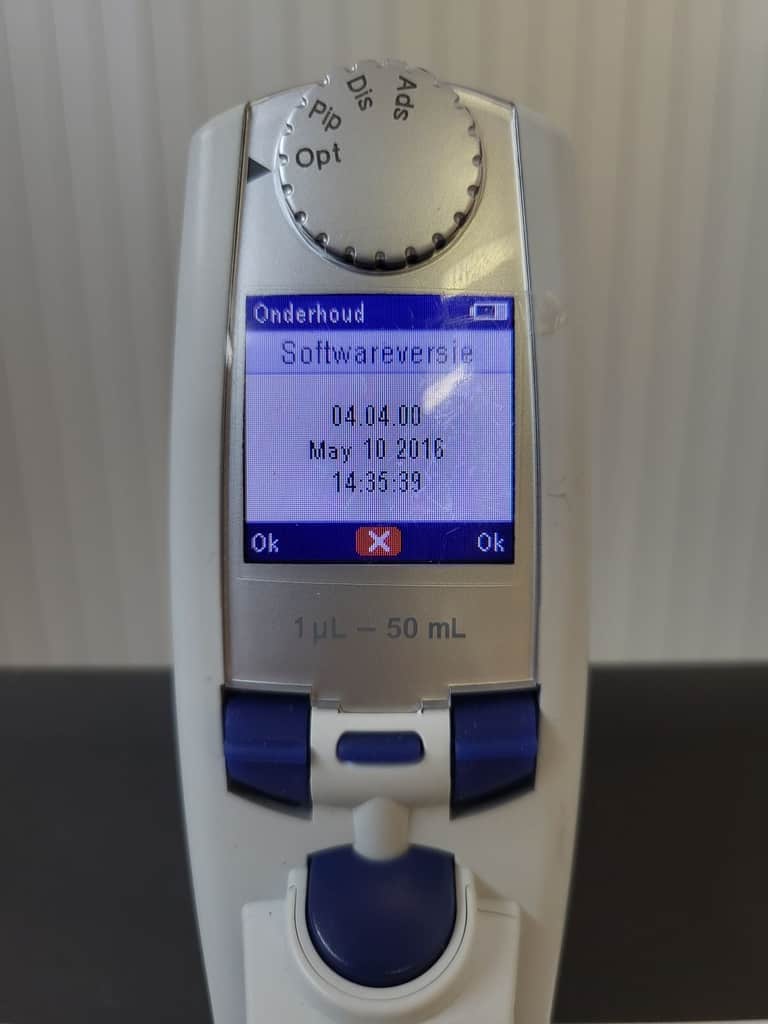 Ads
Dis
Pip
Opt
Onderhoud
Softwareversie
04.04.00
May 10 2016
14:35:39
Ok Ok
1 µL – 50 mL